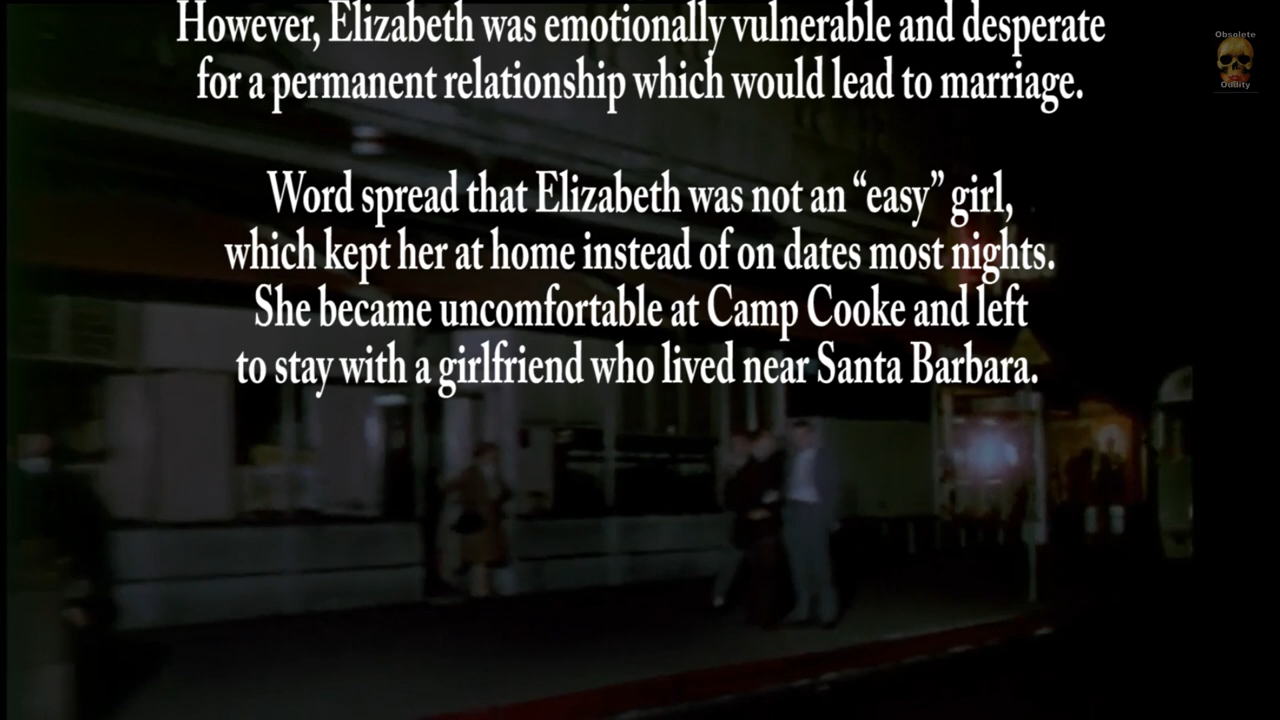 However, Elizabeth was emotionally vulnerable and desperate
for a permanent relationship which would lead to marriage.
Word spread that Elizabeth was not an “easy” girl,
which kept her at home instead of on dates most nights.
She became uncomfortable at Camp Cooke and left
to stay with a girlfriend who lived near Santa Barbara.
Obsolete
Oddity